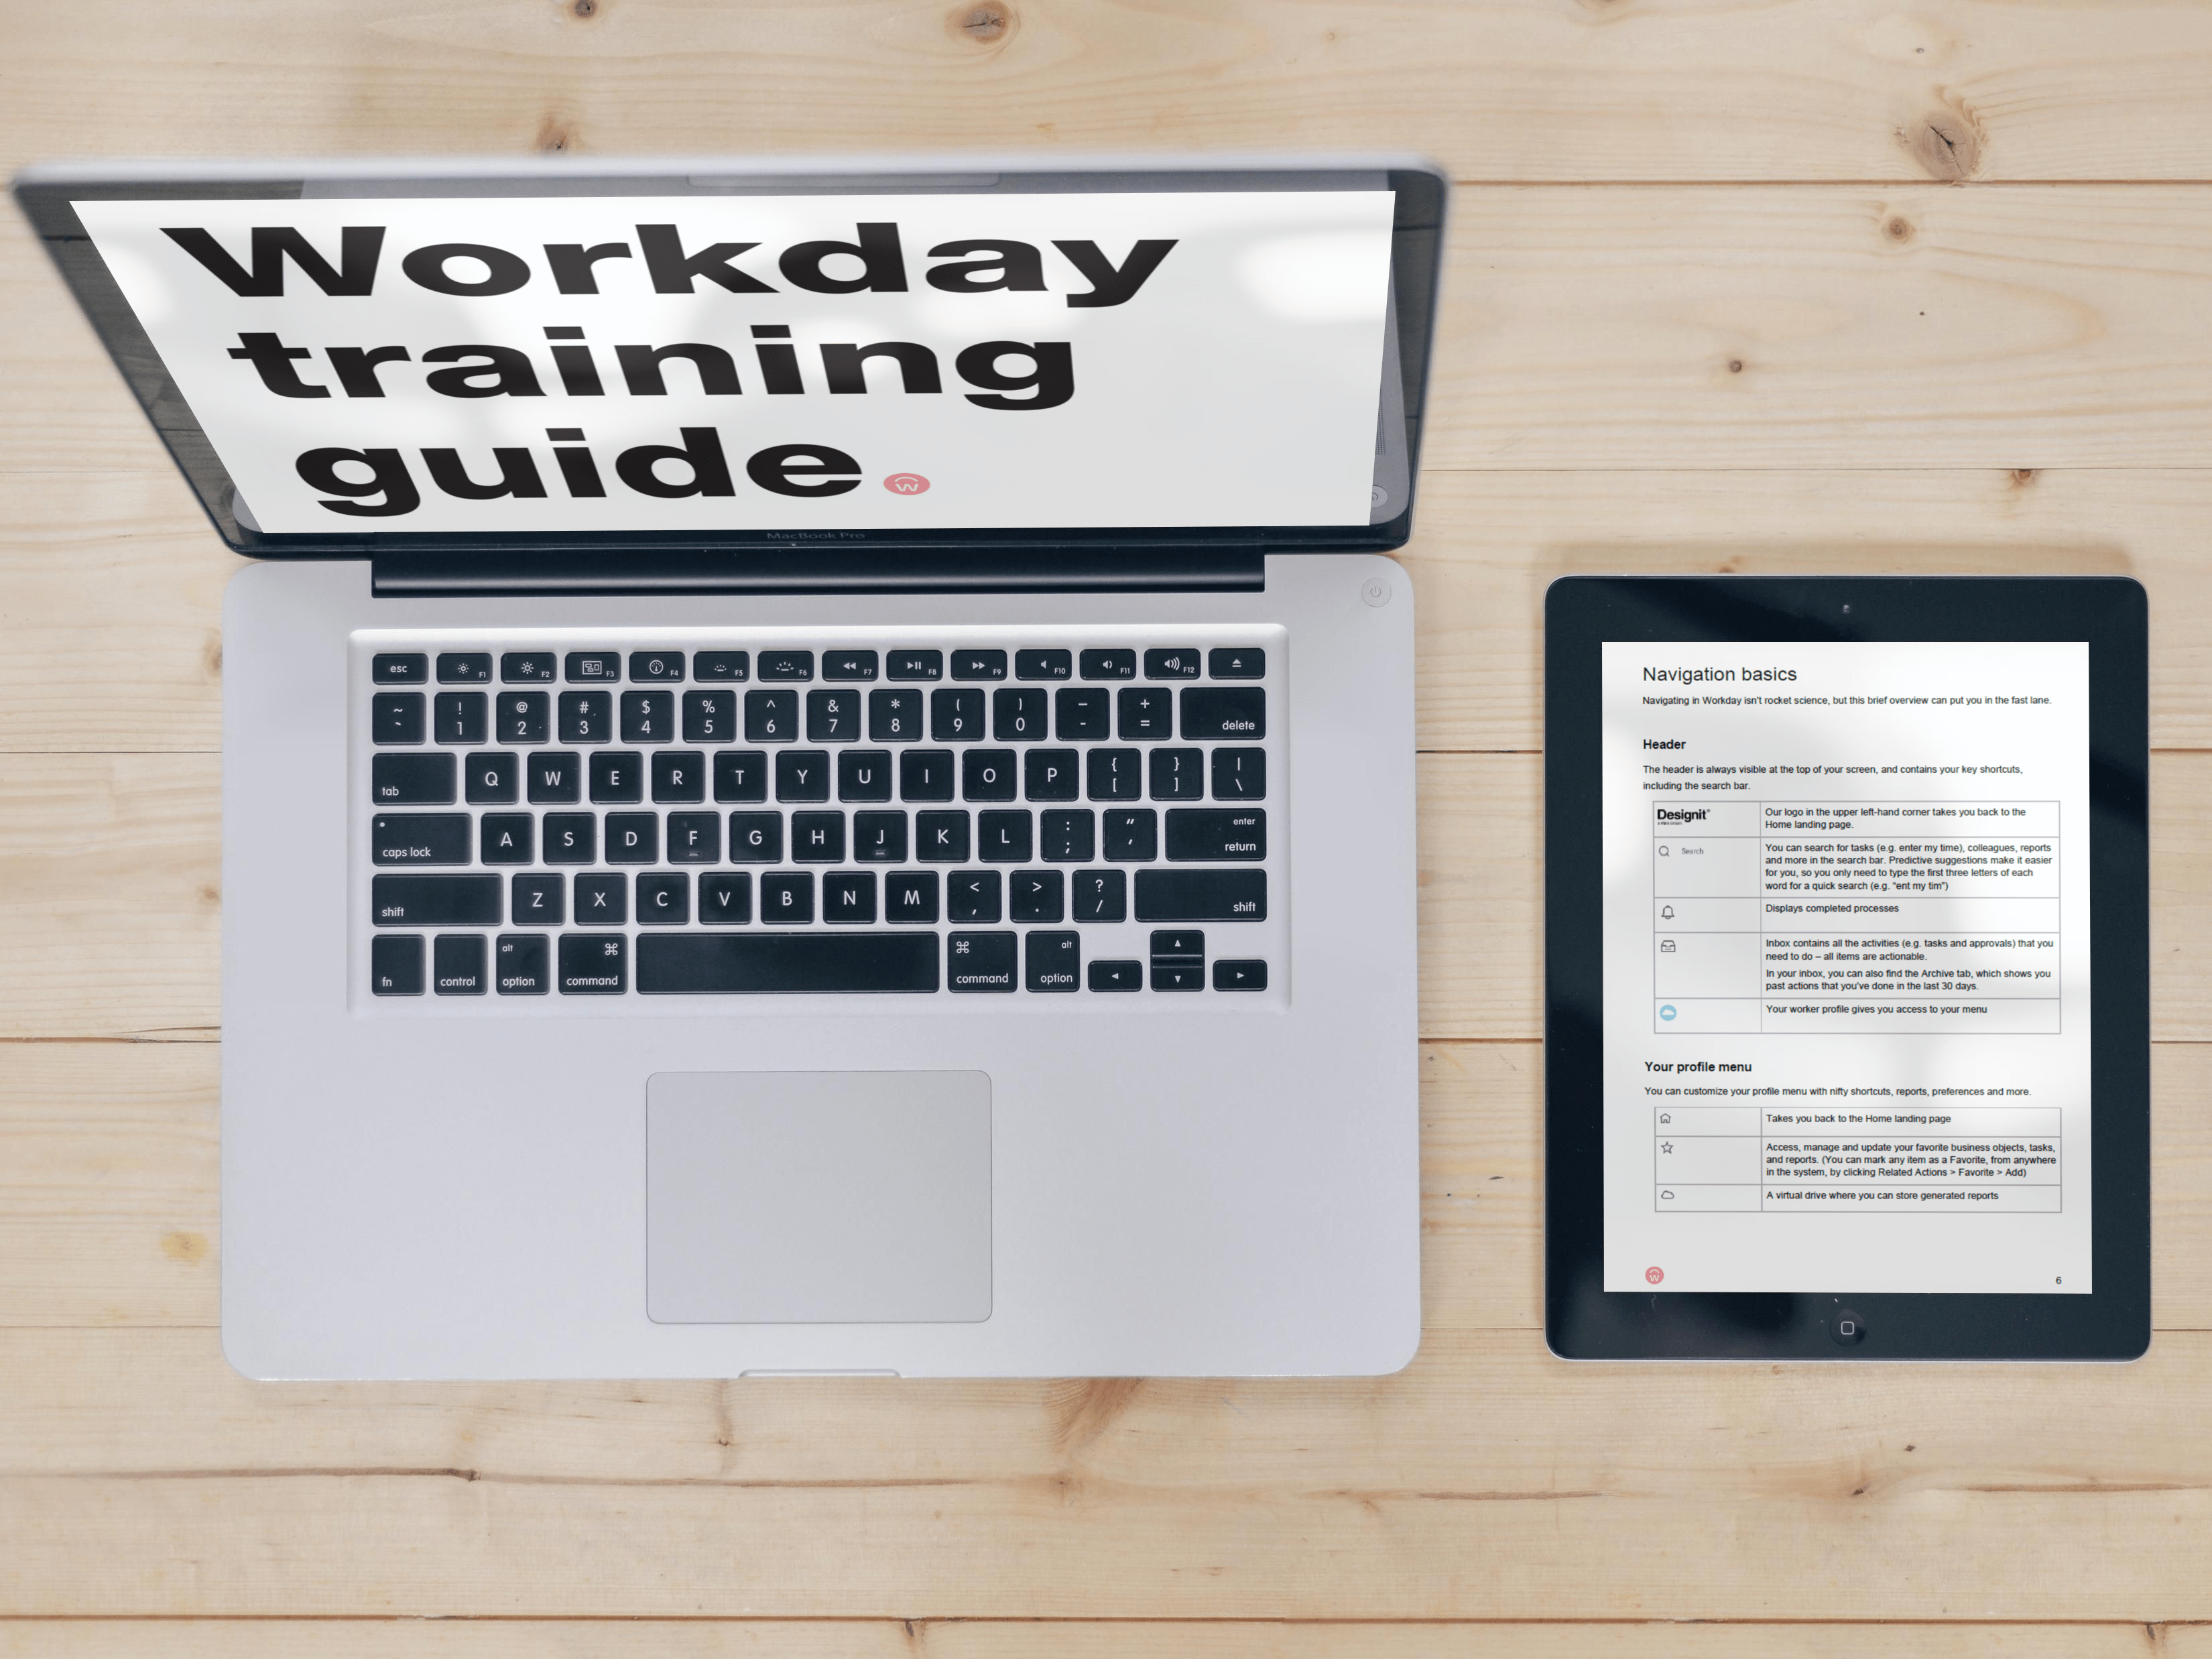 Workday
training
guide.
MacBook Pro
esc F1 F2 F3 F4 F5 F6 F7 F8 F9 F10 F11 F12
~ ` ! 1 @ 2 # 3 $ 4 % 5 ^ 6 & 7 * 8 ( 9 ) 0 _ - + = delete
tab Q W E R T Y U I O P { [ } ] | \
caps lock A S D F G H J K L : ; " ' enter return
shift Z X C V B N M < , > . ? / shift
fn control alt option ⌘ command ⌘ command alt option
Navigation basics
Navigating in Workday isn't rocket science, but this brief overview can put you in the fast lane.
Header
The header is always visible at the top of your screen, and contains your key shortcuts,
including the search bar.
Designit
Our logo in the upper left-hand corner takes you back to the
Home landing page.
Search
You can search for tasks (e.g. enter my time), colleagues, reports
and more in the search bar. Predictive suggestions make it easier
for you, so you only need to type the first three letters of each
word for a quick search (e.g. "ent my tim")
Displays completed processes
Inbox contains all the activities (e.g. tasks and approvals) that you
need to do – all items are actionable.
In your inbox, you can also find the Archive tab, which shows you
past actions that you've done in the last 30 days.
Your worker profile gives you access to your menu
Your profile menu
You can customize your profile menu with nifty shortcuts, reports, preferences and more.
Takes you back to the Home landing page
Access, manage and update your favorite business objects, tasks,
and reports. (You can mark any item as a Favorite, from anywhere
in the system, by clicking Related Actions > Favorite > Add)
A virtual drive where you can store generated reports
6